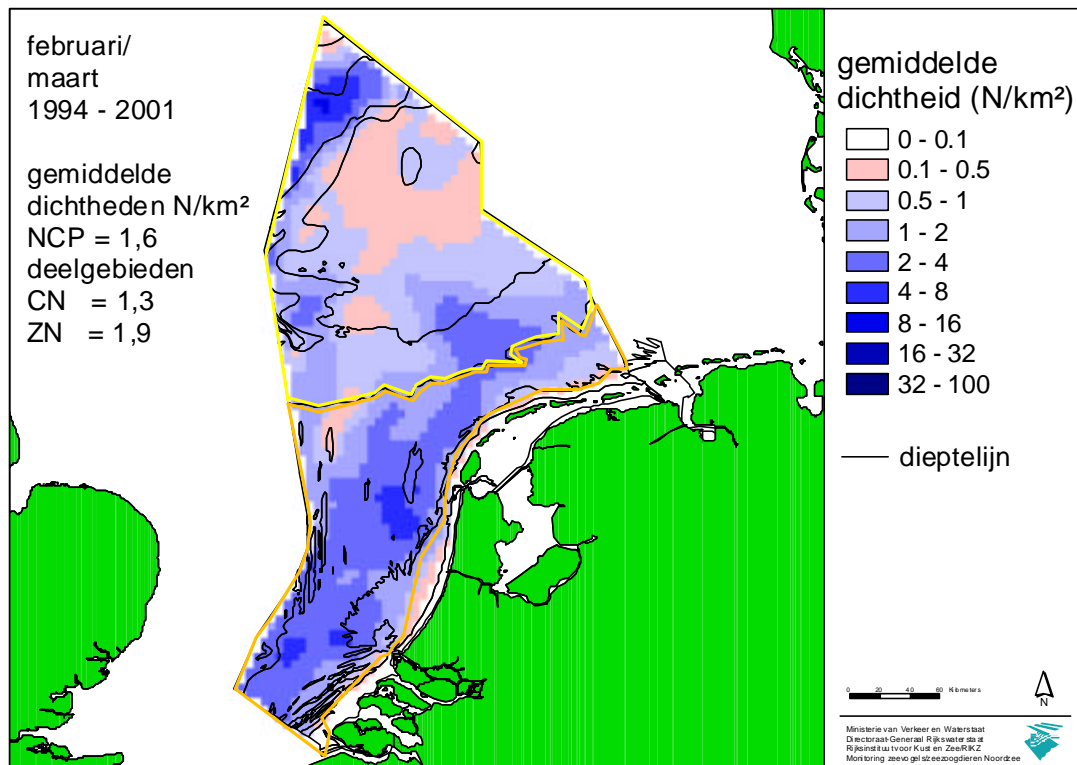 februari/
maart
1994 - 2001
gemiddelde
dichtheden N/km²
NCP = 1,6
deelgebieden
CN = 1,3
ZN = 1,9
gemiddelde
dichtheid (N/km²)
0 - 0.1
0.1 - 0.5
0.5 - 1
1 - 2
2 - 4
4 - 8
8 - 16
16 - 32
32 - 100
dieptelijn
0 20 40 60 Kilometers
N
Ministerie van Verkeer en Waterstaat
Directoraat-Generaal Rijkswaterstaat
Rijksinstituut voor Kust en Zee/RIKZ
Monitoring zeevogels/zeezoogdieren Noordzee